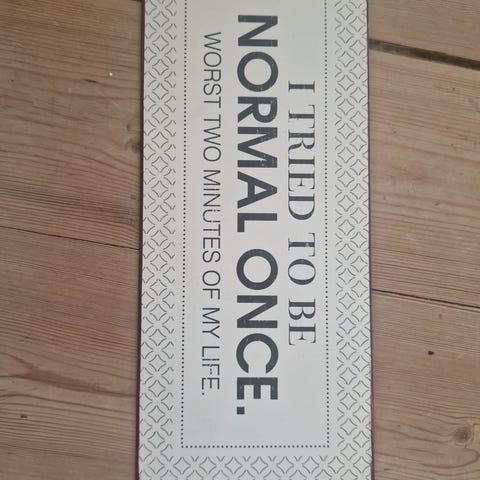 I TRIED TO BE
NORMAL ONCE.
WORST TWO MINUTES OF MY LIFE.